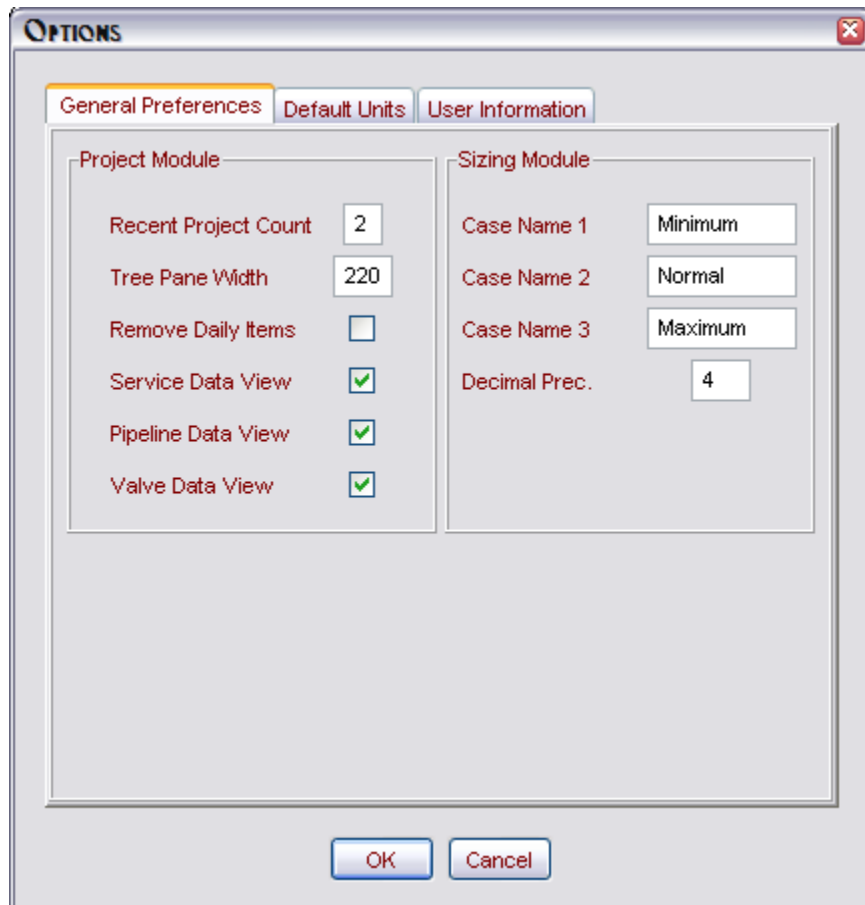 OPTIONS
General Preferences Default Units User Information
Project Module
Recent Project Count 2
Tree Pane Width 220
Remove Daily Items
Service Data View
Pipeline Data View
Valve Data View
Sizing Module
Case Name 1 Minimum
Case Name 2 Normal
Case Name 3 Maximum
Decimal Prec. 4
OK Cancel